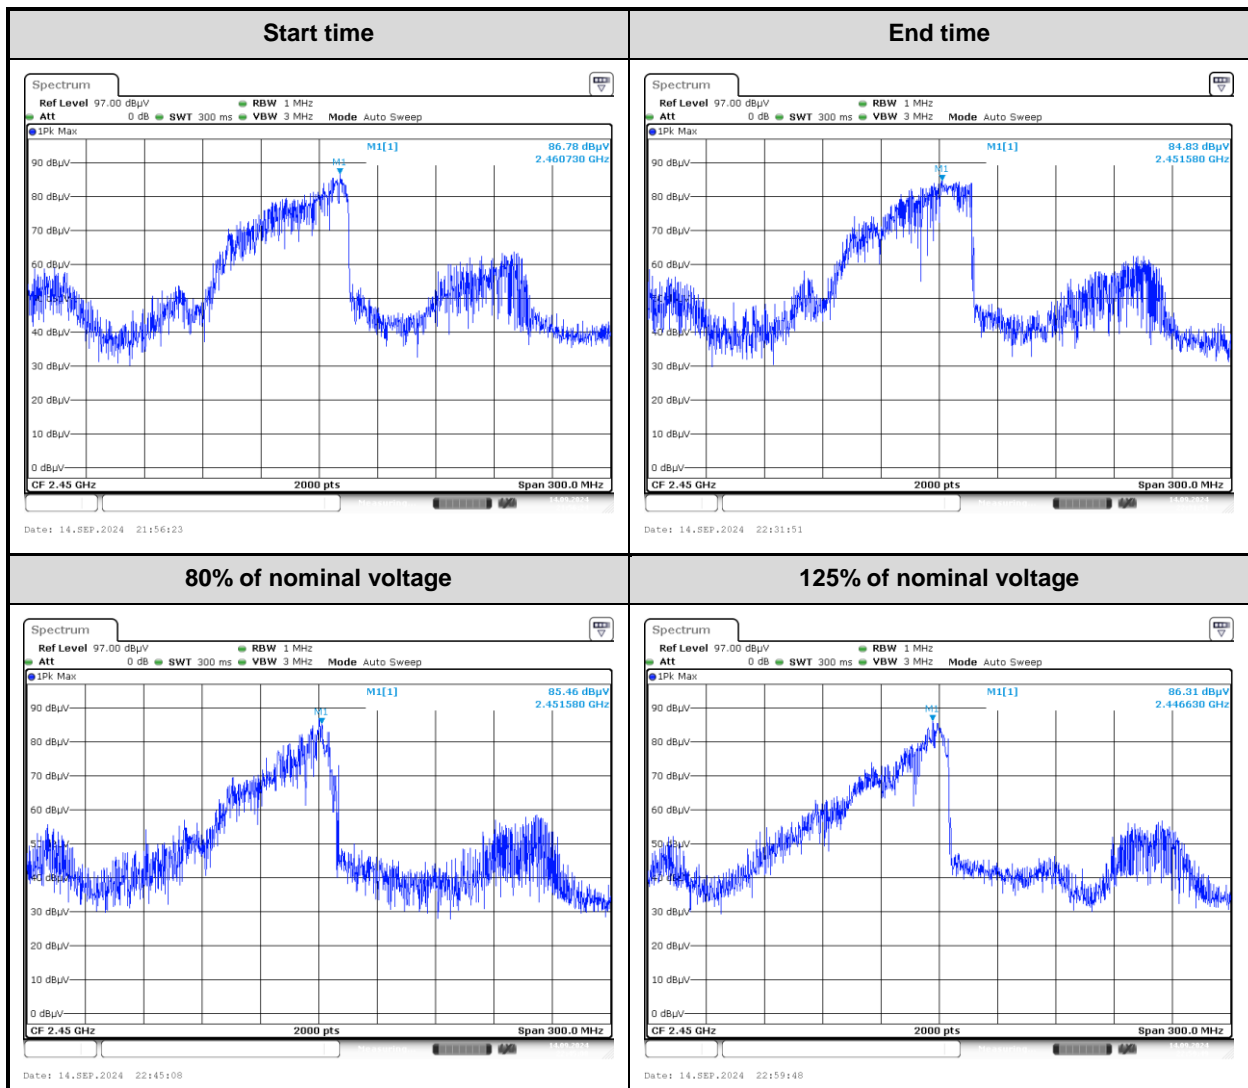 Start time
Spectrum
Ref Level 97.00 dBµV RBW 1 MHz
Att 0 dB SWT 300 ms VBW 3 MHz Mode Auto Sweep
1Pk Max
M1[1] 86.78 dBµV
2.460730 GHz
M1
90 dBµV
80 dBµV
70 dBµV
60 dBµV
50 dBµV
40 dBµV
30 dBµV
20 dBµV
10 dBµV
0 dBµV
CF 2.45 GHz 2000 pts Span 300.0 MHz
Date: 14.SEP.2024 21:56:23
End time
Spectrum
Ref Level 97.00 dBµV RBW 1 MHz
Att 0 dB SWT 300 ms VBW 3 MHz Mode Auto Sweep
1Pk Max
M1[1] 84.83 dBµV
2.451580 GHz
M1
90 dBµV
80 dBµV
70 dBµV
60 dBµV
50 dBµV
40 dBµV
30 dBµV
20 dBµV
10 dBµV
0 dBµV
CF 2.45 GHz 2000 pts Span 300.0 MHz
Date: 14.SEP.2024 22:31:51
80% of nominal voltage
Spectrum
Ref Level 97.00 dBµV RBW 1 MHz
Att 0 dB SWT 300 ms VBW 3 MHz Mode Auto Sweep
1Pk Max
M1[1] 85.46 dBµV
2.451580 GHz
M1
90 dBµV
80 dBµV
70 dBµV
60 dBµV
50 dBµV
40 dBµV
30 dBµV
20 dBµV
10 dBµV
0 dBµV
CF 2.45 GHz 2000 pts Span 300.0 MHz
Date: 14.SEP.2024 22:45:08
125% of nominal voltage
Spectrum
Ref Level 97.00 dBµV RBW 1 MHz
Att 0 dB SWT 300 ms VBW 3 MHz Mode Auto Sweep
1Pk Max
M1[1] 86.31 dBµV
2.446630 GHz
M1
90 dBµV
80 dBµV
70 dBµV
60 dBµV
50 dBµV
40 dBµV
30 dBµV
20 dBµV
10 dBµV
0 dBµV
CF 2.45 GHz 2000 pts Span 300.0 MHz
Date: 14.SEP.2024 22:59:48